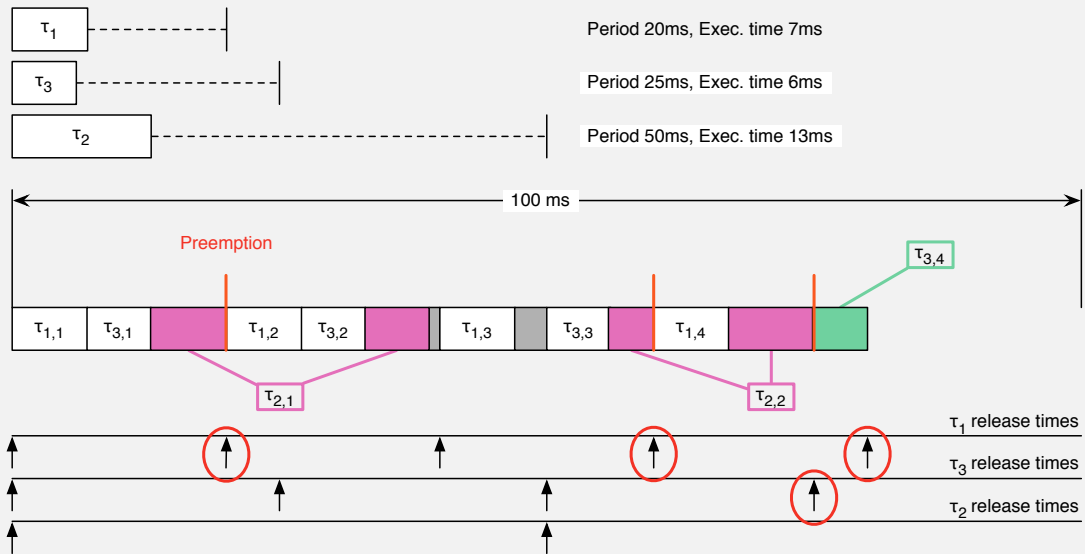 τ1 Period 20ms, Exec. time 7ms
τ3 Period 25ms, Exec. time 6ms
τ2 Period 50ms, Exec. time 13ms
100 ms
Preemption
τ3,4
τ1,1 τ3,1 τ1,2 τ3,2 τ1,3 τ3,3 τ1,4
τ2,1 τ2,2
τ1 release times
τ3 release times
τ2 release times